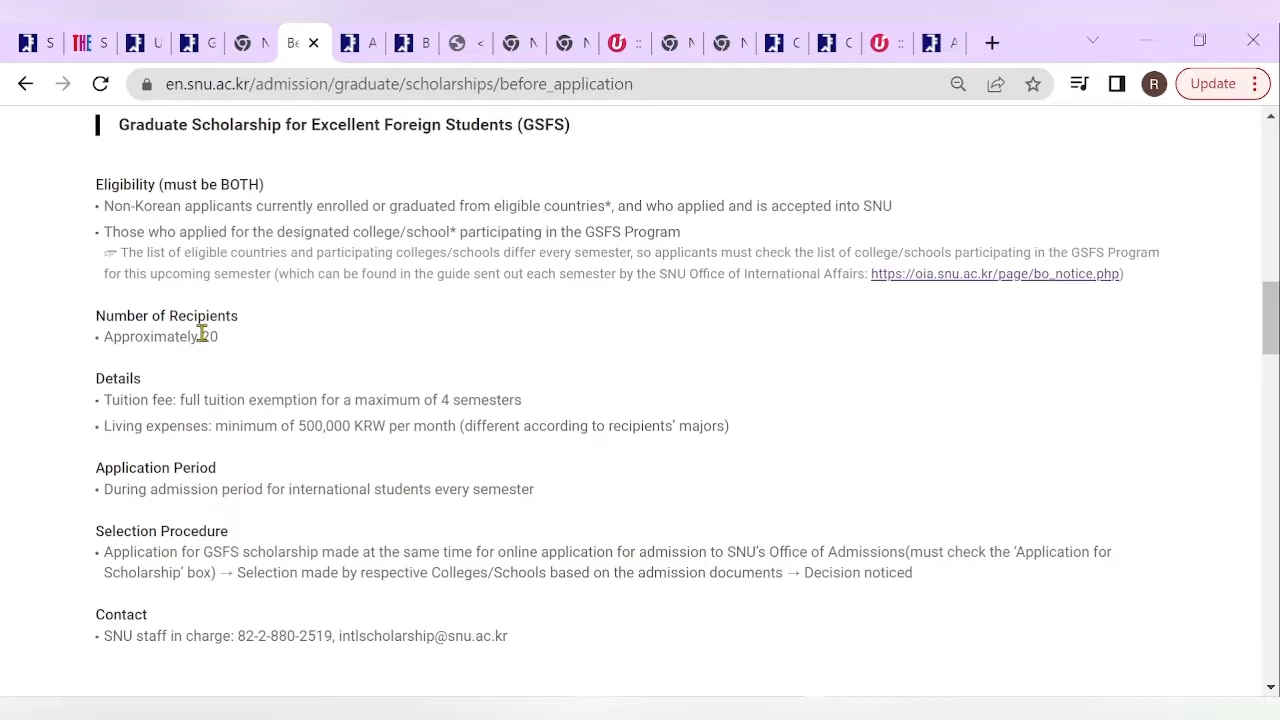 S
THE S
U
G
N
Be
A
B
<
N
N
::
N
N
C
C
::
A
en.snu.ac.kr/admission/graduate/scholarships/before_application
R
Update
Graduate Scholarship for Excellent Foreign Students (GSFS)
Eligibility (must be BOTH)
• Non-Korean applicants currently enrolled or graduated from eligible countries*, and who applied and is accepted into SNU
• Those who applied for the designated college/school* participating in the GSFS Program
☞ The list of eligible countries and participating colleges/schools differ every semester, so applicants must check the list of college/schools participating in the GSFS Program
for this upcoming semester (which can be found in the guide sent out each semester by the SNU Office of International Affairs: https://oia.snu.ac.kr/page/bo_notice.php)
Number of Recipients
• Approximately 20
Details
• Tuition fee: full tuition exemption for a maximum of 4 semesters
• Living expenses: minimum of 500,000 KRW per month (different according to recipients’ majors)
Application Period
• During admission period for international students every semester
Selection Procedure
• Application for GSFS scholarship made at the same time for online application for admission to SNU’s Office of Admissions(must check the ‘Application for
Scholarship’ box) → Selection made by respective Colleges/Schools based on the admission documents → Decision noticed
Contact
• SNU staff in charge: 82-2-880-2519, intlscholarship@snu.ac.kr